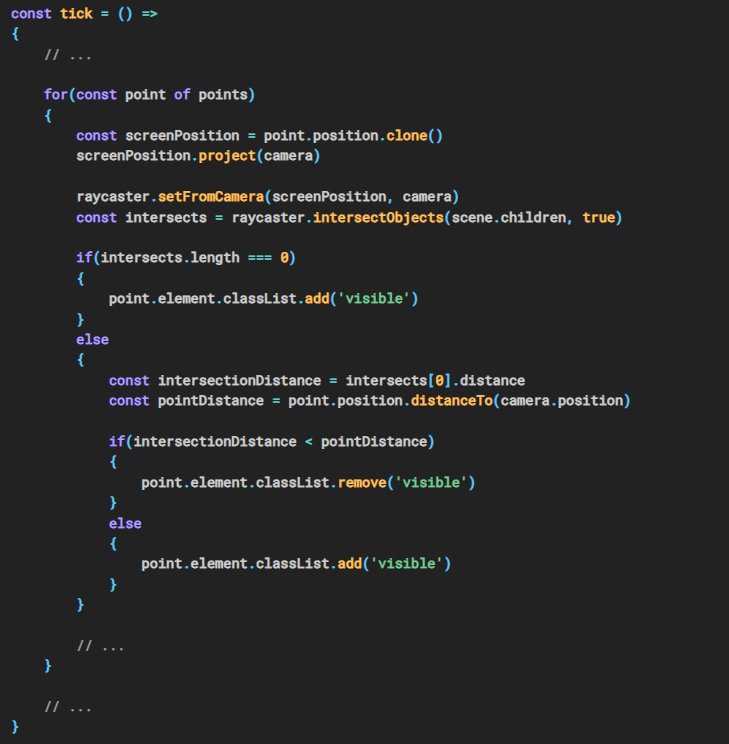 const tick = () =>
{
    // ...

    for(const point of points)
    {
        const screenPosition = point.position.clone()
        screenPosition.project(camera)

        raycaster.setFromCamera(screenPosition, camera)
        const intersects = raycaster.intersectObjects(scene.children, true)

        if(intersects.length === 0)
        {
            point.element.classList.add('visible')
        }
        else
        {
            const intersectionDistance = intersects[0].distance
            const pointDistance = point.position.distanceTo(camera.position)

            if(intersectionDistance < pointDistance)
            {
                point.element.classList.remove('visible')
            }
            else
            {
                point.element.classList.add('visible')
            }
        }

        // ...
    }

    // ...
}